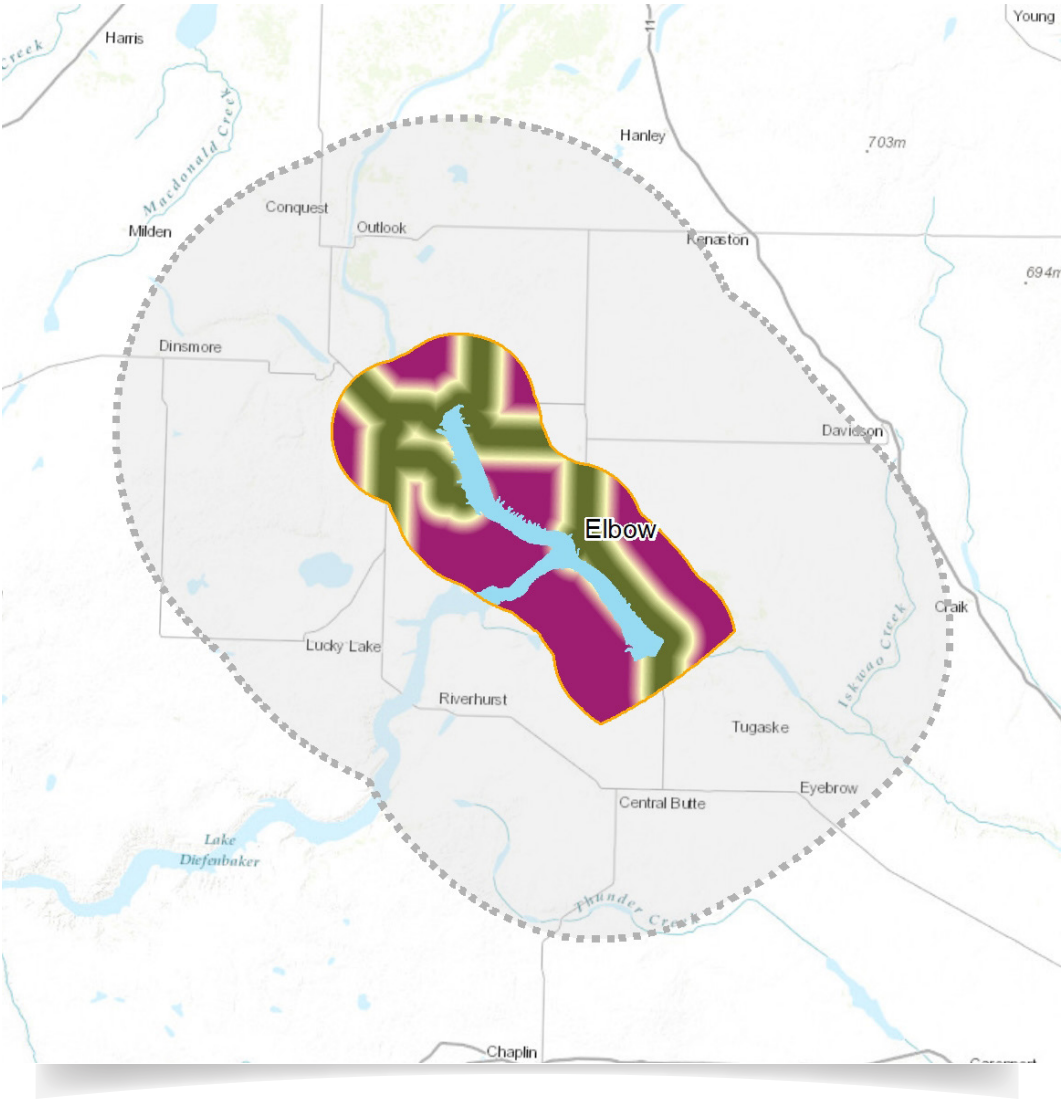 Young
11
Harris
Creek
Hanley
703m
Macdonald Creek
Conquest
Milden
Outlook
Kenaston
694m
Dinsmore
Davidson
Elbow
Craik
Iskwao Creek
Lucky Lake
Riverhurst
Tugaske
Eyebrow
Central Butte
Lake
Diefenbaker
Thunder Creek
Chaplin